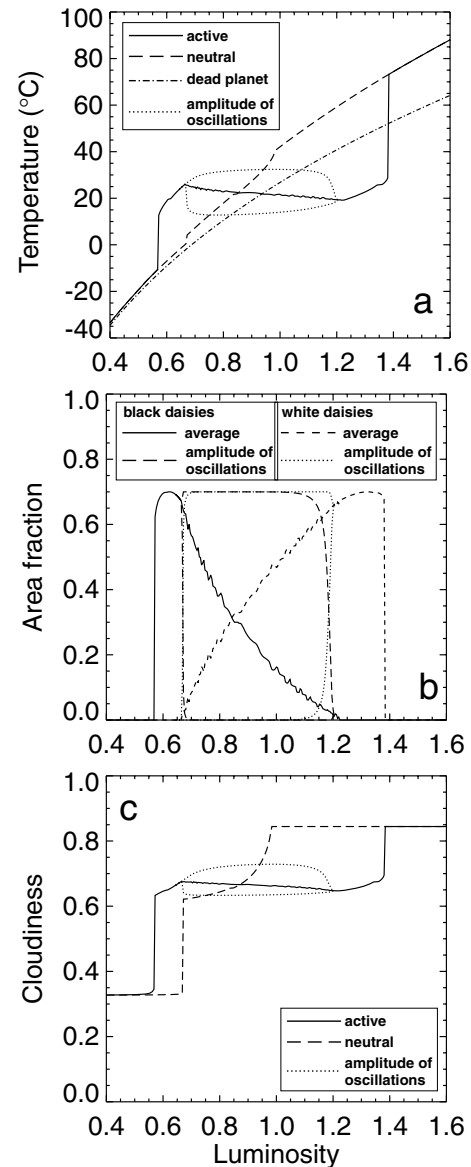 100
80
60
40
20
0
-20
-40
Temperature (°C)
active
neutral
dead planet
amplitude of
oscillations
a
0.4 0.6 0.8 1.0 1.2 1.4 1.6
1.0
0.8
0.6
0.4
0.2
0.0
Area fraction
black daisies
average
amplitude of
oscillations
white daisies
average
amplitude of
oscillations
b
0.4 0.6 0.8 1.0 1.2 1.4 1.6
c
1.0
0.8
0.6
0.4
0.2
0.0
Cloudiness
active
neutral
amplitude of
oscillations
0.4 0.6 0.8 1.0 1.2 1.4 1.6
Luminosity